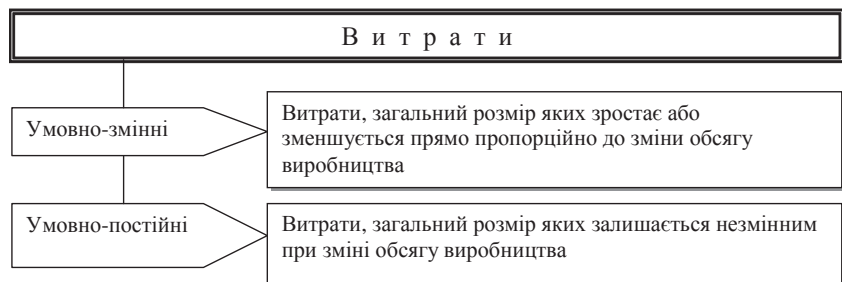 Витрати
Умовно-змінні
Витрати, загальний розмір яких зростає або
зменшується прямо пропорційно до зміни обсягу
виробництва
Умовно-постійні
Витрати, загальний розмір яких залишається незмінним
при зміні обсягу виробництва